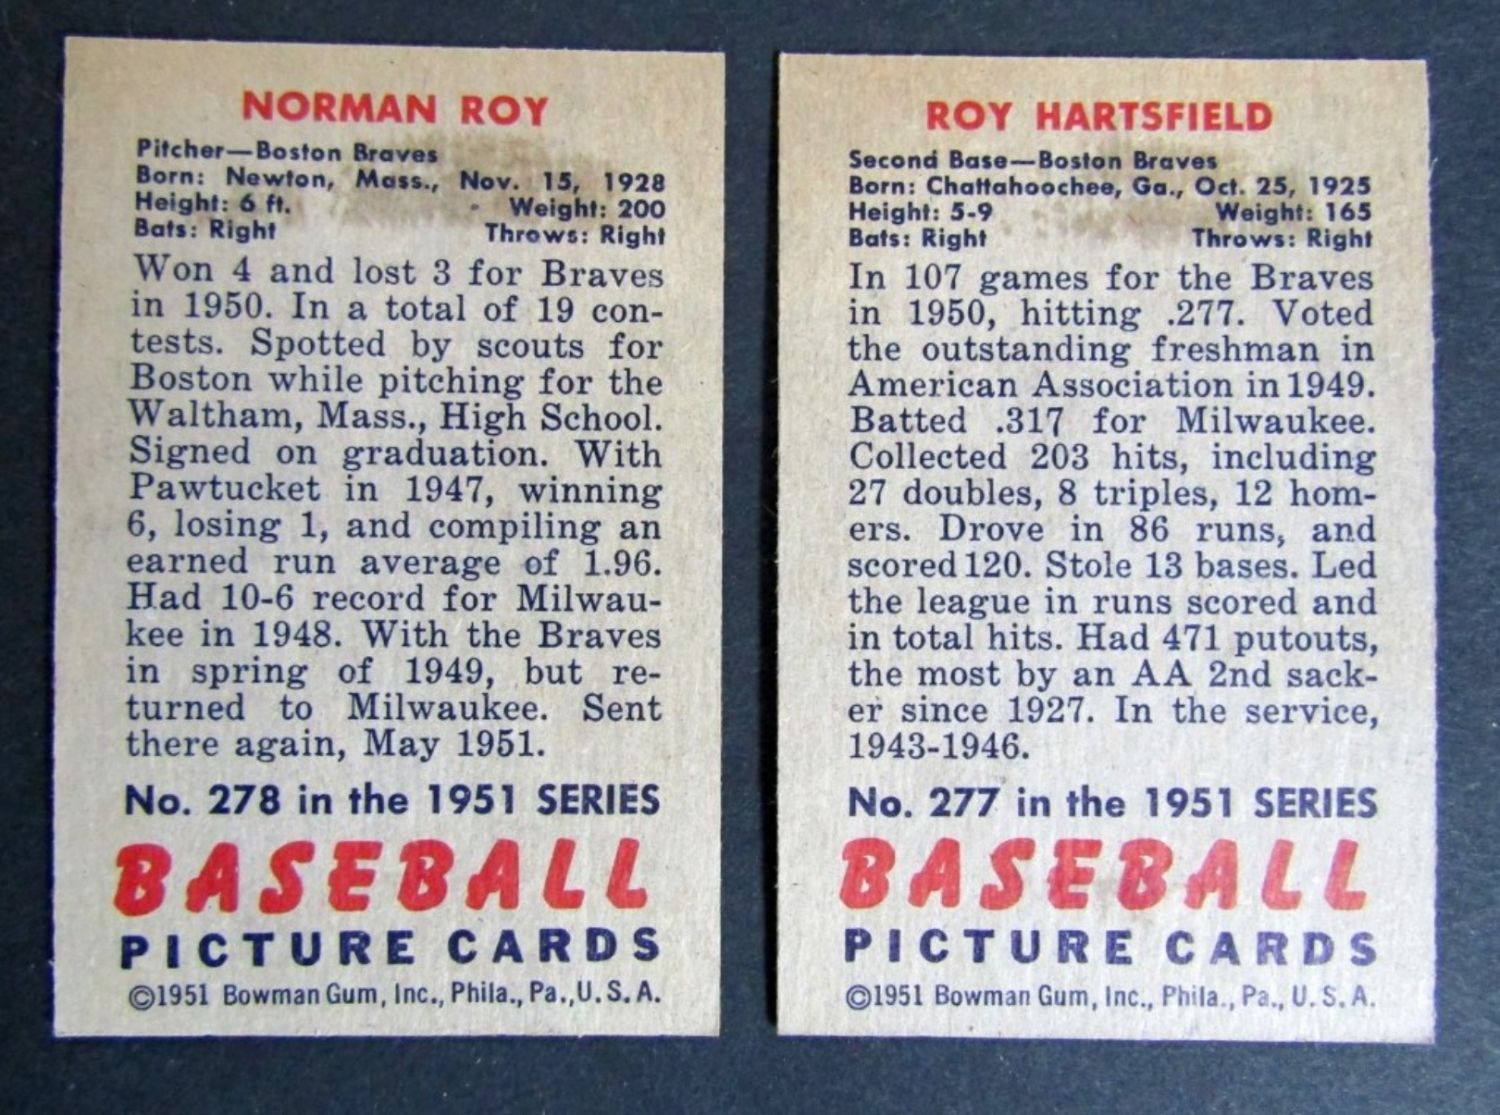 NORMAN ROY
Pitcher—Boston Braves
Born: Newton, Mass., Nov. 15, 1928
Height: 6 ft. Weight: 200
Bats: Right Throws: Right
Won 4 and lost 3 for Braves
in 1950. In a total of 19 con-
tests. Spotted by scouts for
Boston while pitching for the
Waltham, Mass., High School.
Signed on graduation. With
Pawtucket in 1947, winning
6, losing 1, and compiling an
earned run average of 1.96.
Had 10-6 record for Milwau-
kee in 1948. With the Braves
in spring of 1949, but re-
turned to Milwaukee. Sent
there again, May 1951.
No. 278 in the 1951 SERIES
BASEBALL
PICTURE CARDS
©1951 Bowman Gum, Inc., Phila., Pa., U. S. A.
ROY HARTSFIELD
Second Base—Boston Braves
Born: Chattahoochee, Ga., Oct. 25, 1925
Height: 5-9 Weight: 165
Bats: Right Throws: Right
In 107 games for the Braves
in 1950, hitting .277. Voted
the outstanding freshman in
American Association in 1949.
Batted .317 for Milwaukee.
Collected 203 hits, including
27 doubles, 8 triples, 12 hom-
ers. Drove in 86 runs, and
scored 120. Stole 13 bases. Led
the league in runs scored and
in total hits. Had 471 putouts,
the most by an AA 2nd sack-
er since 1927. In the service,
1943-1946.
No. 277 in the 1951 SERIES
BASEBALL
PICTURE CARDS
©1951 Bowman Gum, Inc., Phila., Pa., U. S. A.